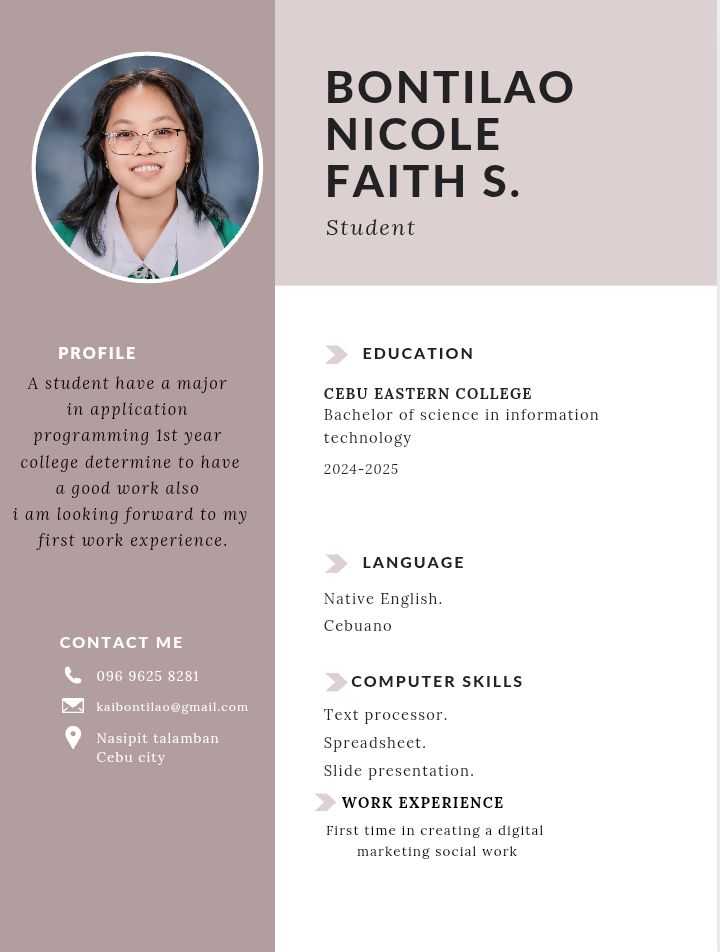 BONTILAO
NICOLE
FAITH S.
Student
PROFILE
A student have a major
in application
programming 1st year
college determine to have
a good work also
i am looking forward to my
first work experience.
CONTACT ME
096 9625 8281
kaibontilao@gmail.com
Nasipit talamban
Cebu city
EDUCATION
CEBU EASTERN COLLEGE
Bachelor of science in information
technology
2024-2025
LANGUAGE
Native English.
Cebuano
COMPUTER SKILLS
Text processor.
Spreadsheet.
Slide presentation.
WORK EXPERIENCE
First time in creating a digital
marketing social work